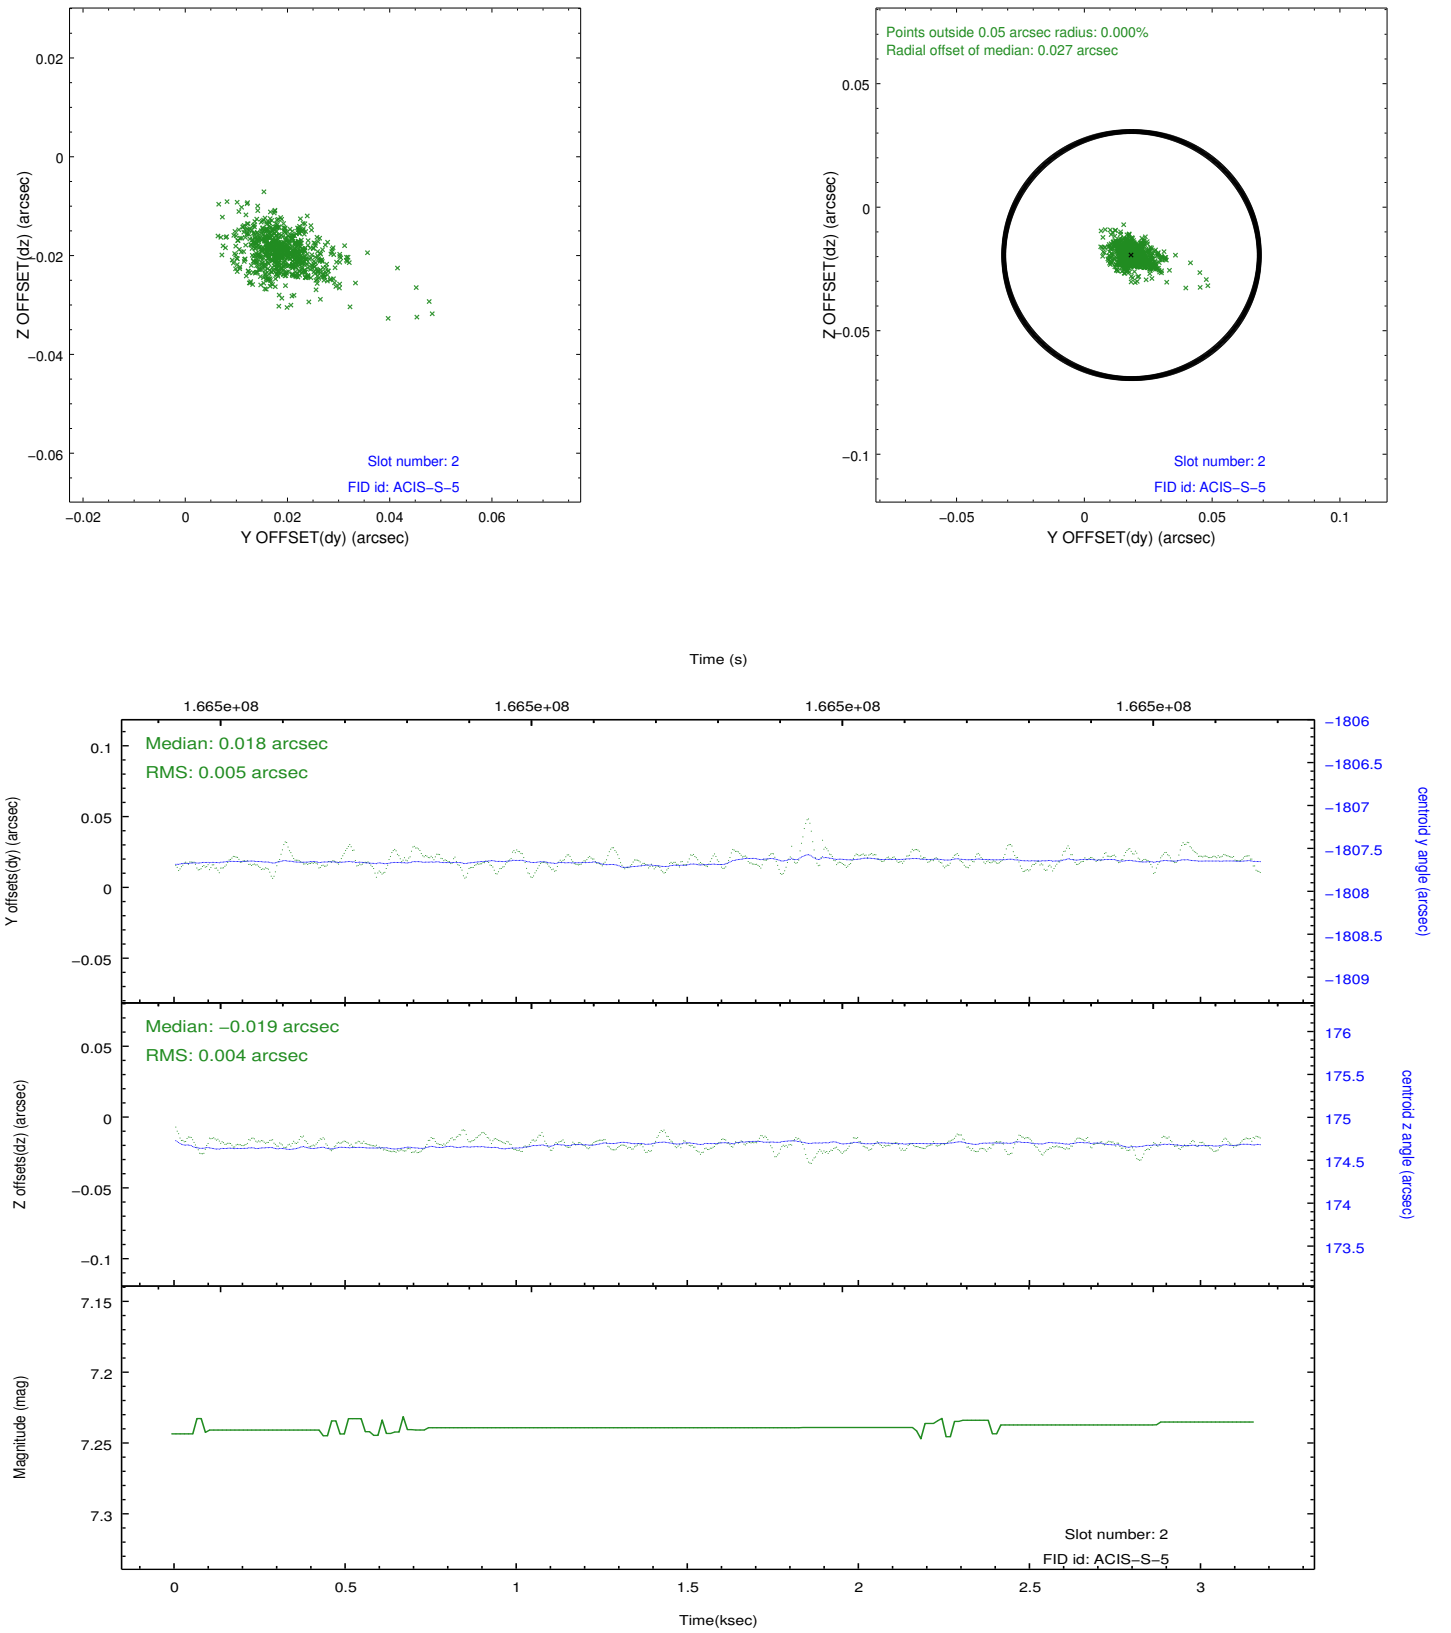 0.02
0
−0.02
−0.04
−0.06
Z OFFSET(dz) (arcsec)
Slot number: 2
FID id: ACIS−S−5
−0.02
0
0.02
0.04
0.06
Y OFFSET(dy) (arcsec)
Points outside 0.05 arcsec radius: 0.000%
Radial offset of median: 0.027 arcsec
0.05
0
−0.05
−0.1
Z OFFSET(dz) (arcsec)
Slot number: 2
FID id: ACIS−S−5
−0.05
0
0.05
0.1
Y OFFSET(dy) (arcsec)
Time (s)
1.665e+08
1.665e+08
1.665e+08
1.665e+08
Median: 0.018 arcsec
RMS: 0.005 arcsec
0.1
0.05
0
−0.05
Y offsets(dy) (arcsec)
−1806
−1806.5
−1807
−1807.5
−1808
−1808.5
−1809
centroid y angle (arcsec)
Median: −0.019 arcsec
RMS: 0.004 arcsec
0.05
0
−0.05
−0.1
Z offsets(dz) (arcsec)
176
175.5
175
174.5
174
173.5
centroid z angle (arcsec)
7.15
7.2
7.25
7.3
Magnitude (mag)
Slot number: 2
FID id: ACIS−S−5
0
0.5
1
1.5
2
2.5
3
Time(ksec)